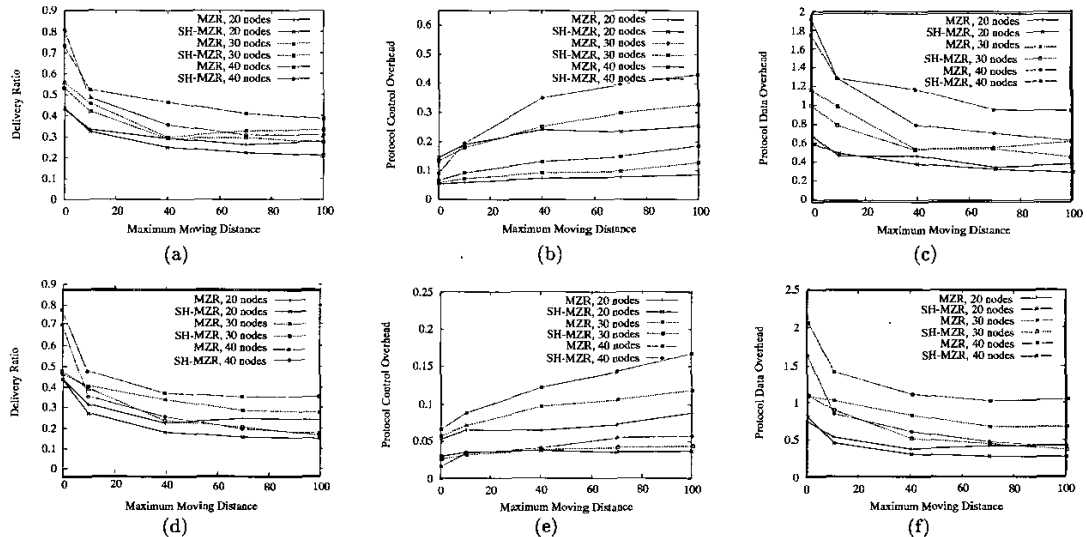 0.9
0.8
0.7
0.6
0.5
0.4
0.3
0.2
0.1
0
Delivery Ratio
MZR, 20 nodes
SH-MZR, 20 nodes
MZR, 30 nodes
SH-MZR, 30 nodes
MZR, 40 nodes
SH-MZR, 40 nodes
0 20 40 60 80 100
Maximum Moving Distance
(a)
0.6
0.5
0.4
0.3
0.2
0.1
0
Protocol Control Overhead
MZR, 20 nodes
SH-MZR, 20 nodes
MZR, 30 nodes
SH-MZR, 30 nodes
MZR, 40 nodes
SH-MZR, 40 nodes
0 20 40 60 80 100
Maximum Moving Distance
(b)
2
1.8
1.6
1.4
1.2
1
0.8
0.6
0.4
0.2
0
Protocol Data Overhead
MZR, 20 nodes
SH-MZR, 20 nodes
MZR, 30 nodes
SH-MZR, 30 nodes
MZR, 40 nodes
SH-MZR, 40 nodes
0 20 40 60 80 100
Maximum Moving Distance
(c)
0.9
0.8
0.7
0.6
0.5
0.4
0.3
0.2
0.1
0
Delivery Ratio
MZR, 20 nodes
SH-MZR, 20 nodes
MZR, 30 nodes
SH-MZR, 30 nodes
MZR, 40 nodes
SH-MZR, 40 nodes
0 20 40 60 80 100
Maximum Moving Distance
(d)
0.25
0.2
0.15
0.1
0.05
0
Protocol Control Overhead
MZR, 20 nodes
SH-MZR, 20 nodes
MZR, 30 nodes
SH-MZR, 30 nodes
MZR, 40 nodes
SH-MZR, 40 nodes
0 20 40 60 80 100
Maximum Moving Distance
(e)
2.5
2
1.5
1
0.5
0
Protocol Data Overhead
MZR, 20 nodes
SH-MZR, 20 nodes
MZR, 30 nodes
SH-MZR, 30 nodes
MZR, 40 nodes
SH-MZR, 40 nodes
0 20 40 60 80 100
Maximum Moving Distance
(f)